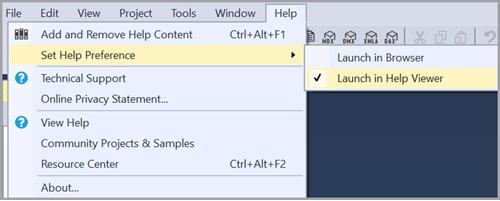 File Edit View Project Tools Window Help
MDX DMX XMLA DAX
Add and Remove Help Content Ctrl+Alt+F1
Set Help Preference
Launch in Browser
Launch in Help Viewer
Technical Support
Online Privacy Statement...
View Help
Community Projects & Samples
Resource Center Ctrl+Alt+F2
About...